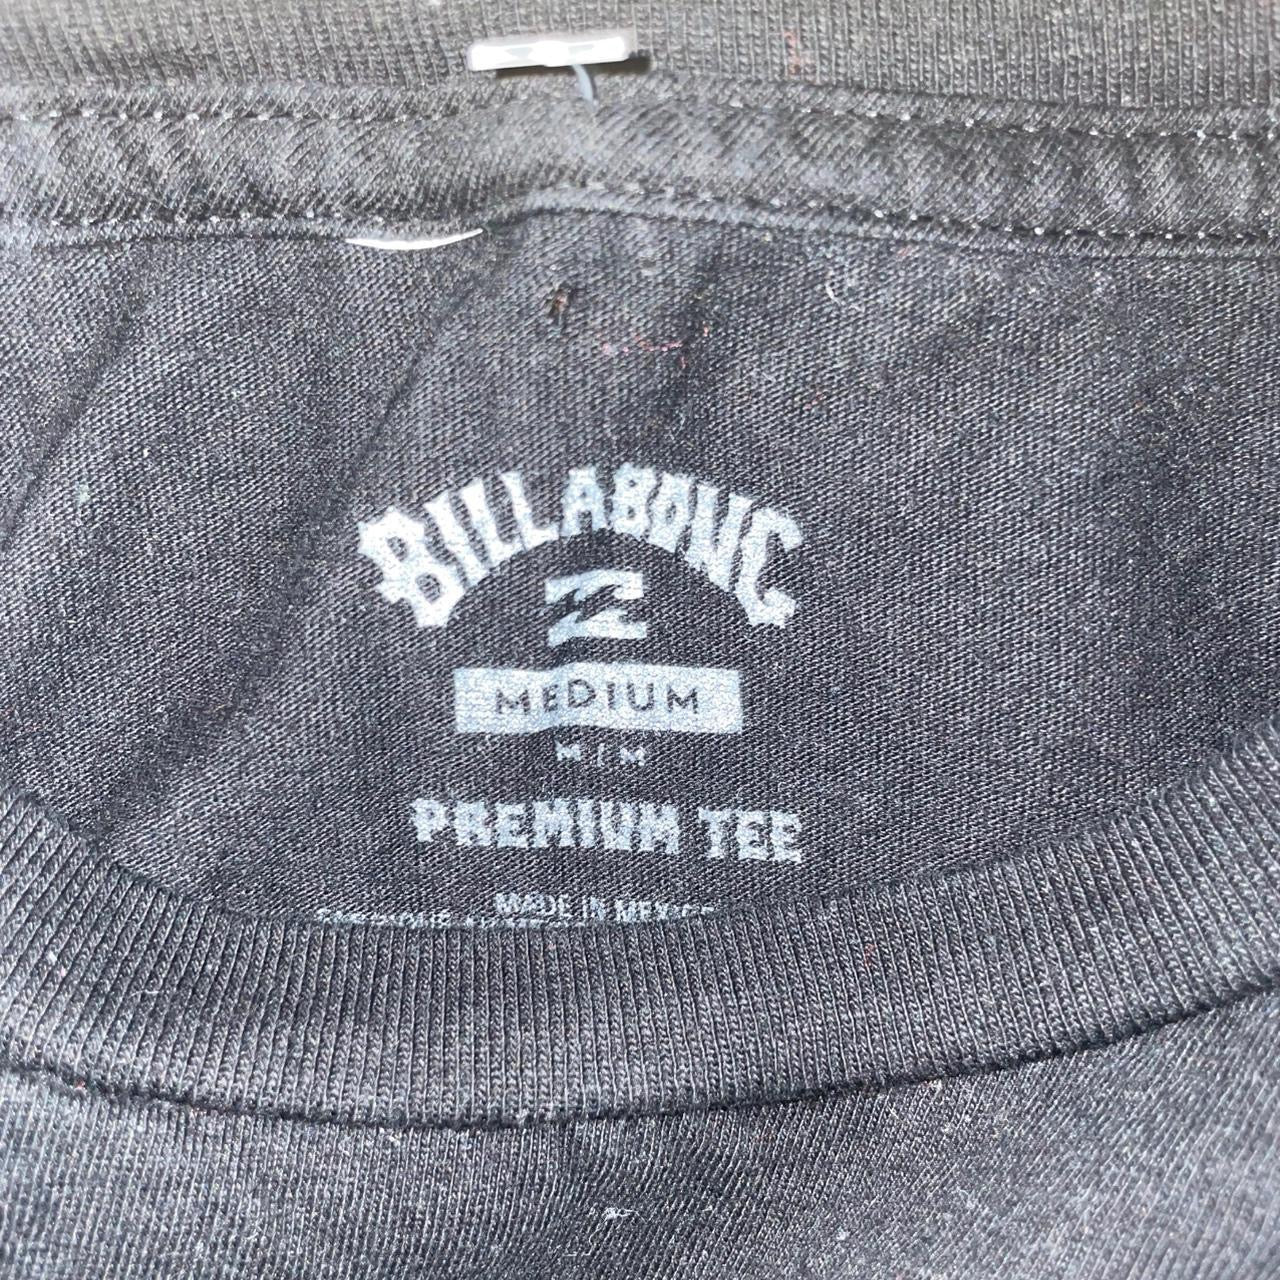 BILLABONG
MEDIUM
M/M
PREMIUM TEE
MADE IN MEXICO